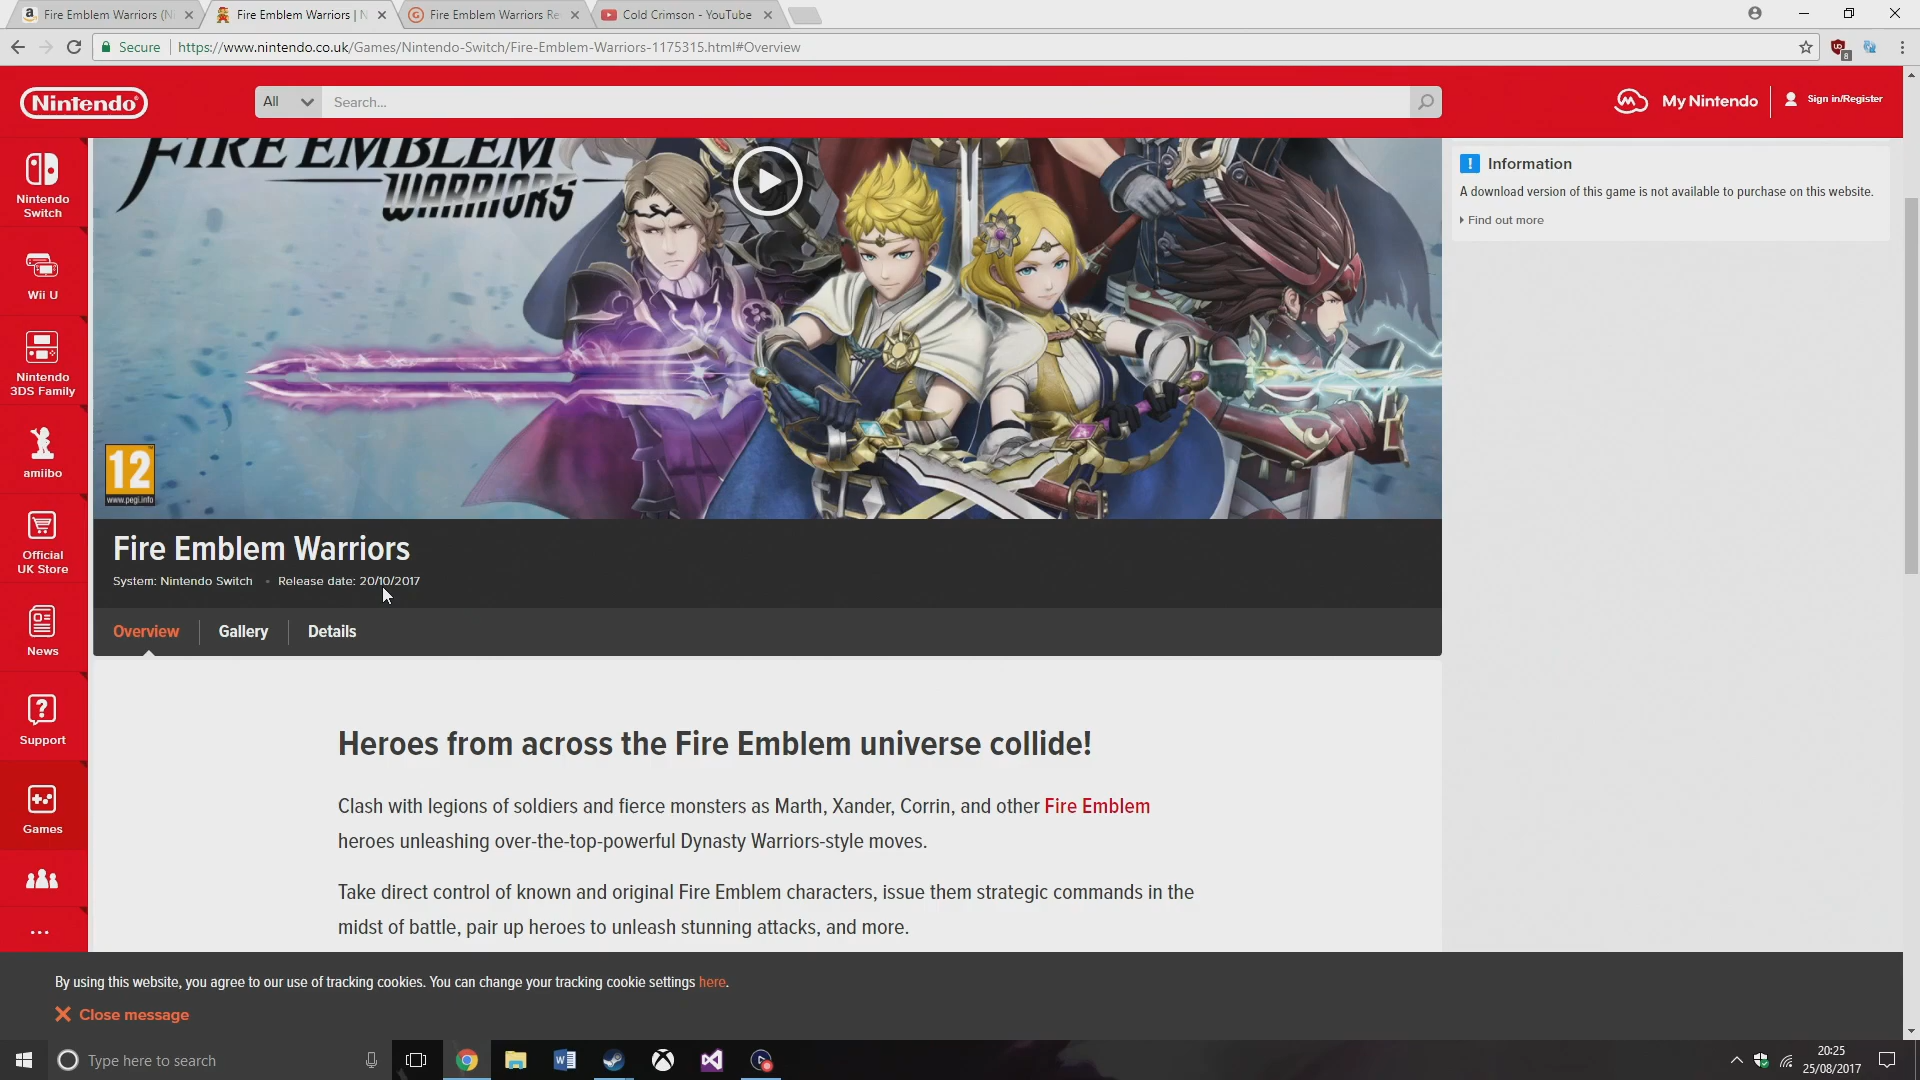 Fire Emblem Warriors (Ni
Fire Emblem Warriors | N
Fire Emblem Warriors Re
Cold Crimson - YouTube
Secure
https://www.nintendo.co.uk/Games/Nintendo-Switch/Fire-Emblem-Warriors-1175315.html#Overview
8
Nintendo
All
Search...
My Nintendo
Sign in/Register
Nintendo
Switch
Wii U
Nintendo
3DS Family
amiibo
Official
UK Store
News
Support
Games
...
FIRE EMBLEM
WARRIORS
12
www.pegi.info
Information
A download version of this game is not available to purchase on this website.
Find out more
Fire Emblem Warriors
System: Nintendo Switch • Release date: 20/10/2017
Overview
Gallery
Details
Heroes from across the Fire Emblem universe collide!
Clash with legions of soldiers and fierce monsters as Marth, Xander, Corrin, and other Fire Emblem
heroes unleashing over-the-top-powerful Dynasty Warriors-style moves.
Take direct control of known and original Fire Emblem characters, issue them strategic commands in the
midst of battle, pair up heroes to unleash stunning attacks, and more.
By using this website, you agree to our use of tracking cookies. You can change your tracking cookie settings here.
Close message
Type here to search
20:25
25/08/2017